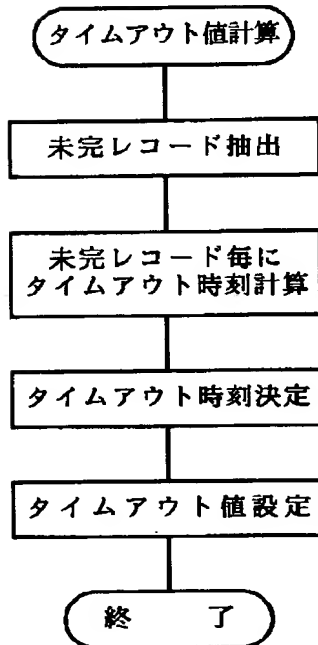 タイムアウト値計算
未完レコード抽出
未完レコード毎に
タイムアウト時刻計算
タイムアウト時刻決定
タイムアウト値設定
終 了